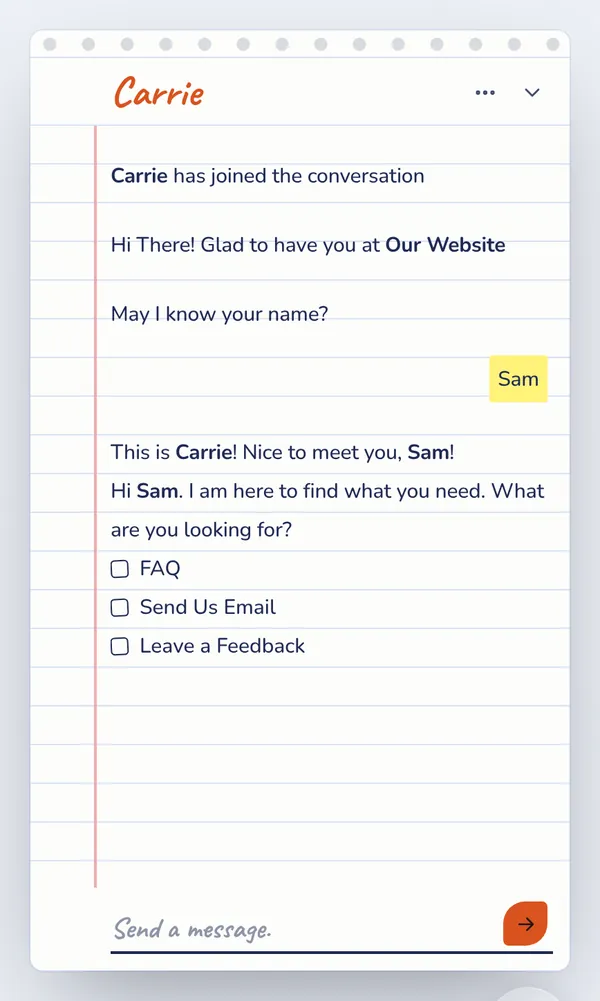 Carrie
Carrie has joined the conversation
Hi There! Glad to have you at Our Website
May I know your name?
Sam
This is Carrie! Nice to meet you, Sam!
Hi Sam. I am here to find what you need. What
are you looking for?
FAQ
Send Us Email
Leave a Feedback
Send a message.